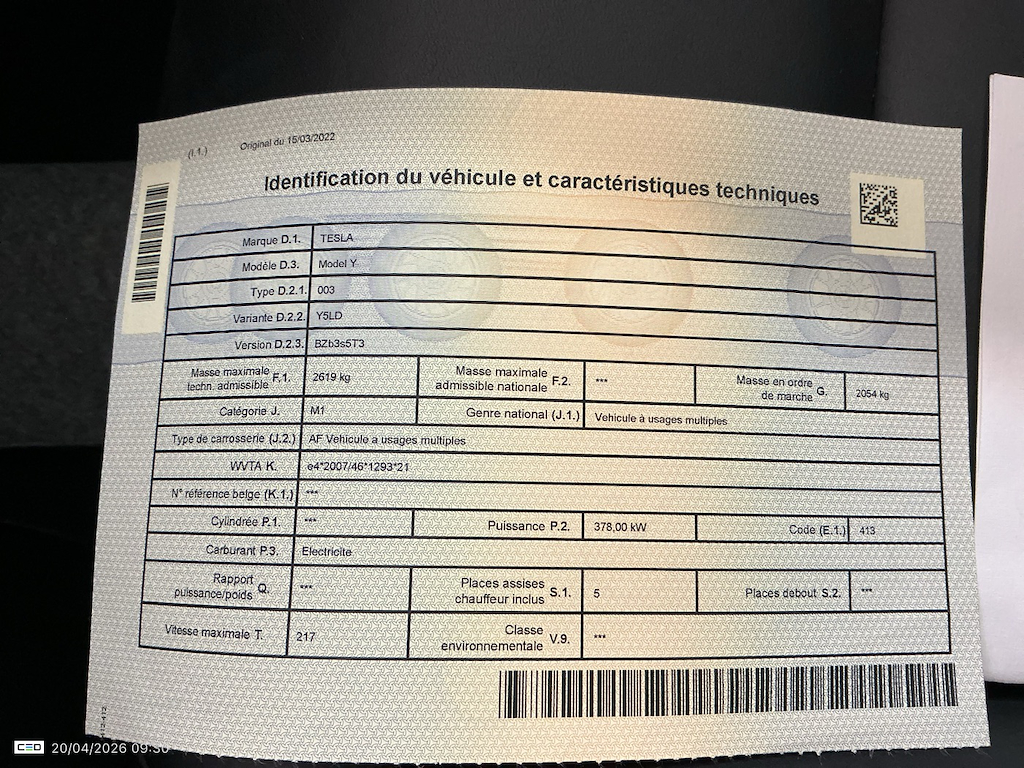 (I.1.) Original du 15/03/2022
Identification du véhicule et caractéristiques techniques
Marque D.1. TESLA
Modèle D.3. Model Y
Type D.2.1. 003
Variante D.2.2. Y5LD
Version D.2.3. BZb3s5T3
Masse maximale techn. admissible F.1. 2619 kg
Masse maximale admissible nationale F.2. ***
Masse en ordre de marche G. 2054 kg
Catégorie J. M1
Genre national (J.1.) Vehicule à usages multiples
Type de carrosserie (J.2.) AF Vehicule a usages multiples
WVTA K. e4*2007/46*1293*21
N° référence belge (K.1.) ***
Cylindrée P.1. ***
Puissance P.2. 378,00 kW
Code (E.1.) 413
Carburant P.3. Electricite
Rapport puissance/poids Q. ***
Places assises chauffeur inclus S.1. 5
Places debout S.2. ***
Vitesse maximale T. 217
Classe environnementale V.9. ***
20/04/2026